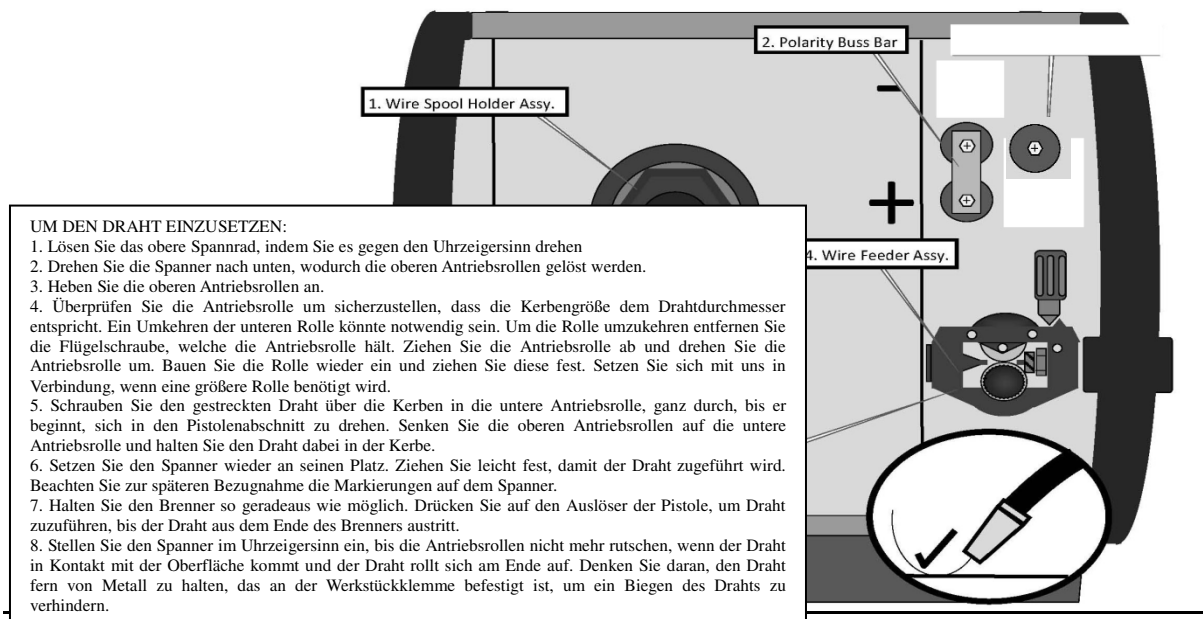 2. Polarity Buss Bar
-
1. Wire Spool Holder Assy.
+
4. Wire Feeder Assy.
UM DEN DRAHT EINZUSETZEN:
1. Lösen Sie das obere Spannrad, indem Sie es gegen den Uhrzeigersinn drehen
2. Drehen Sie die Spanner nach unten, wodurch die oberen Antriebsrollen gelöst werden.
3. Heben Sie die oberen Antriebsrollen an.
4. Überprüfen Sie die Antriebsrolle um sicherzustellen, dass die Kerbengröße dem Drahtdurchmesser
entspricht. Ein Umkehren der unteren Rolle könnte notwendig sein. Um die Rolle umzukehren entfernen Sie
die Flügelschraube, welche die Antriebsrolle hält. Ziehen Sie die Antriebsrolle ab und drehen Sie die
Antriebsrolle um. Bauen Sie die Rolle wieder ein und ziehen Sie diese fest. Setzen Sie sich mit uns in
Verbindung, wenn eine größere Rolle benötigt wird.
5. Schrauben Sie den gestreckten Draht über die Kerben in die untere Antriebsrolle, ganz durch, bis er
beginnt, sich in den Pistolenabschnitt zu drehen. Senken Sie die oberen Antriebsrollen auf die untere
Antriebsrolle und halten Sie den Draht dabei in der Kerbe.
6. Setzen Sie den Spanner wieder an seinen Platz. Ziehen Sie leicht fest, damit der Draht zugeführt wird.
Beachten Sie zur späteren Bezugnahme die Markierungen auf dem Spanner.
7. Halten Sie den Brenner so geradeaus wie möglich. Drücken Sie auf den Auslöser der Pistole, um Draht
zuzuführen, bis der Draht aus dem Ende des Brenners austritt.
8. Stellen Sie den Spanner im Uhrzeigersinn ein, bis die Antriebsrollen nicht mehr rutschen, wenn der Draht
in Kontakt mit der Oberfläche kommt und der Draht rollt sich am Ende auf. Denken Sie daran, den Draht
fern von Metall zu halten, das an der Werkstückklemme befestigt ist, um ein Biegen des Drahts zu
verhindern.